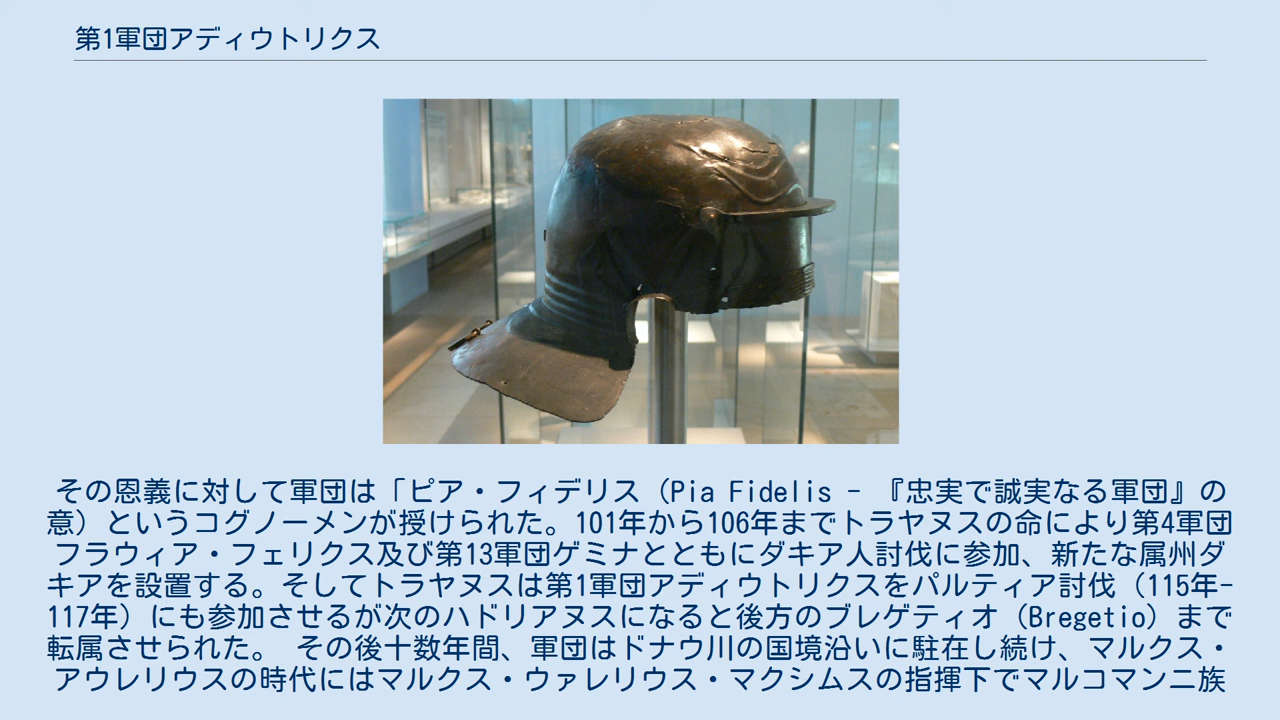 第1軍団アディウトリクス
その恩義に対して軍団は「ピア・フィデリス（Pia Fidelis - 『忠実で誠実なる軍団』の
意）というコグノーメンが授けられた。101年から106年までトラヤヌスの命により第4軍団
フラウィア・フェリクス及び第13軍団ゲミナとともにダキア人討伐に参加、新たな属州ダ
キアを設置する。そしてトラヤヌスは第1軍団アディウトリクスをパルティア討伐（115年-
117年）にも参加させるが次のハドリアヌスになると後方のブレゲティオ（Bregetio）まで
転属させられた。 その後十数年間、軍団はドナウ川の国境沿いに駐在し続け、マルクス・
アウレリウスの時代にはマルクス・ウァレリウス・マクシムスの指揮下でマルコマンニ族